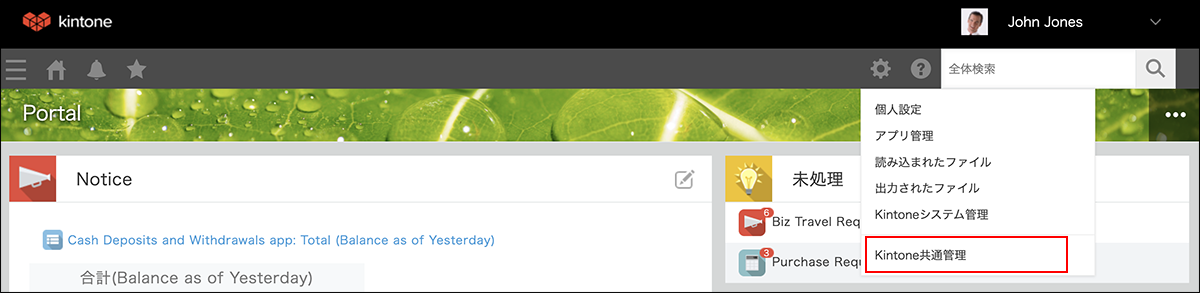 kintone
John Jones
全体検索
Portal
個人設定
アプリ管理
読み込まれたファイル
出力されたファイル
Kintoneシステム管理
Kintone共通管理
Notice
Cash Deposits and Withdrawals app: Total (Balance as of Yesterday)
合計(Balance as of Yesterday)
未処理
6
Biz Travel Req
3
Purchase Requ